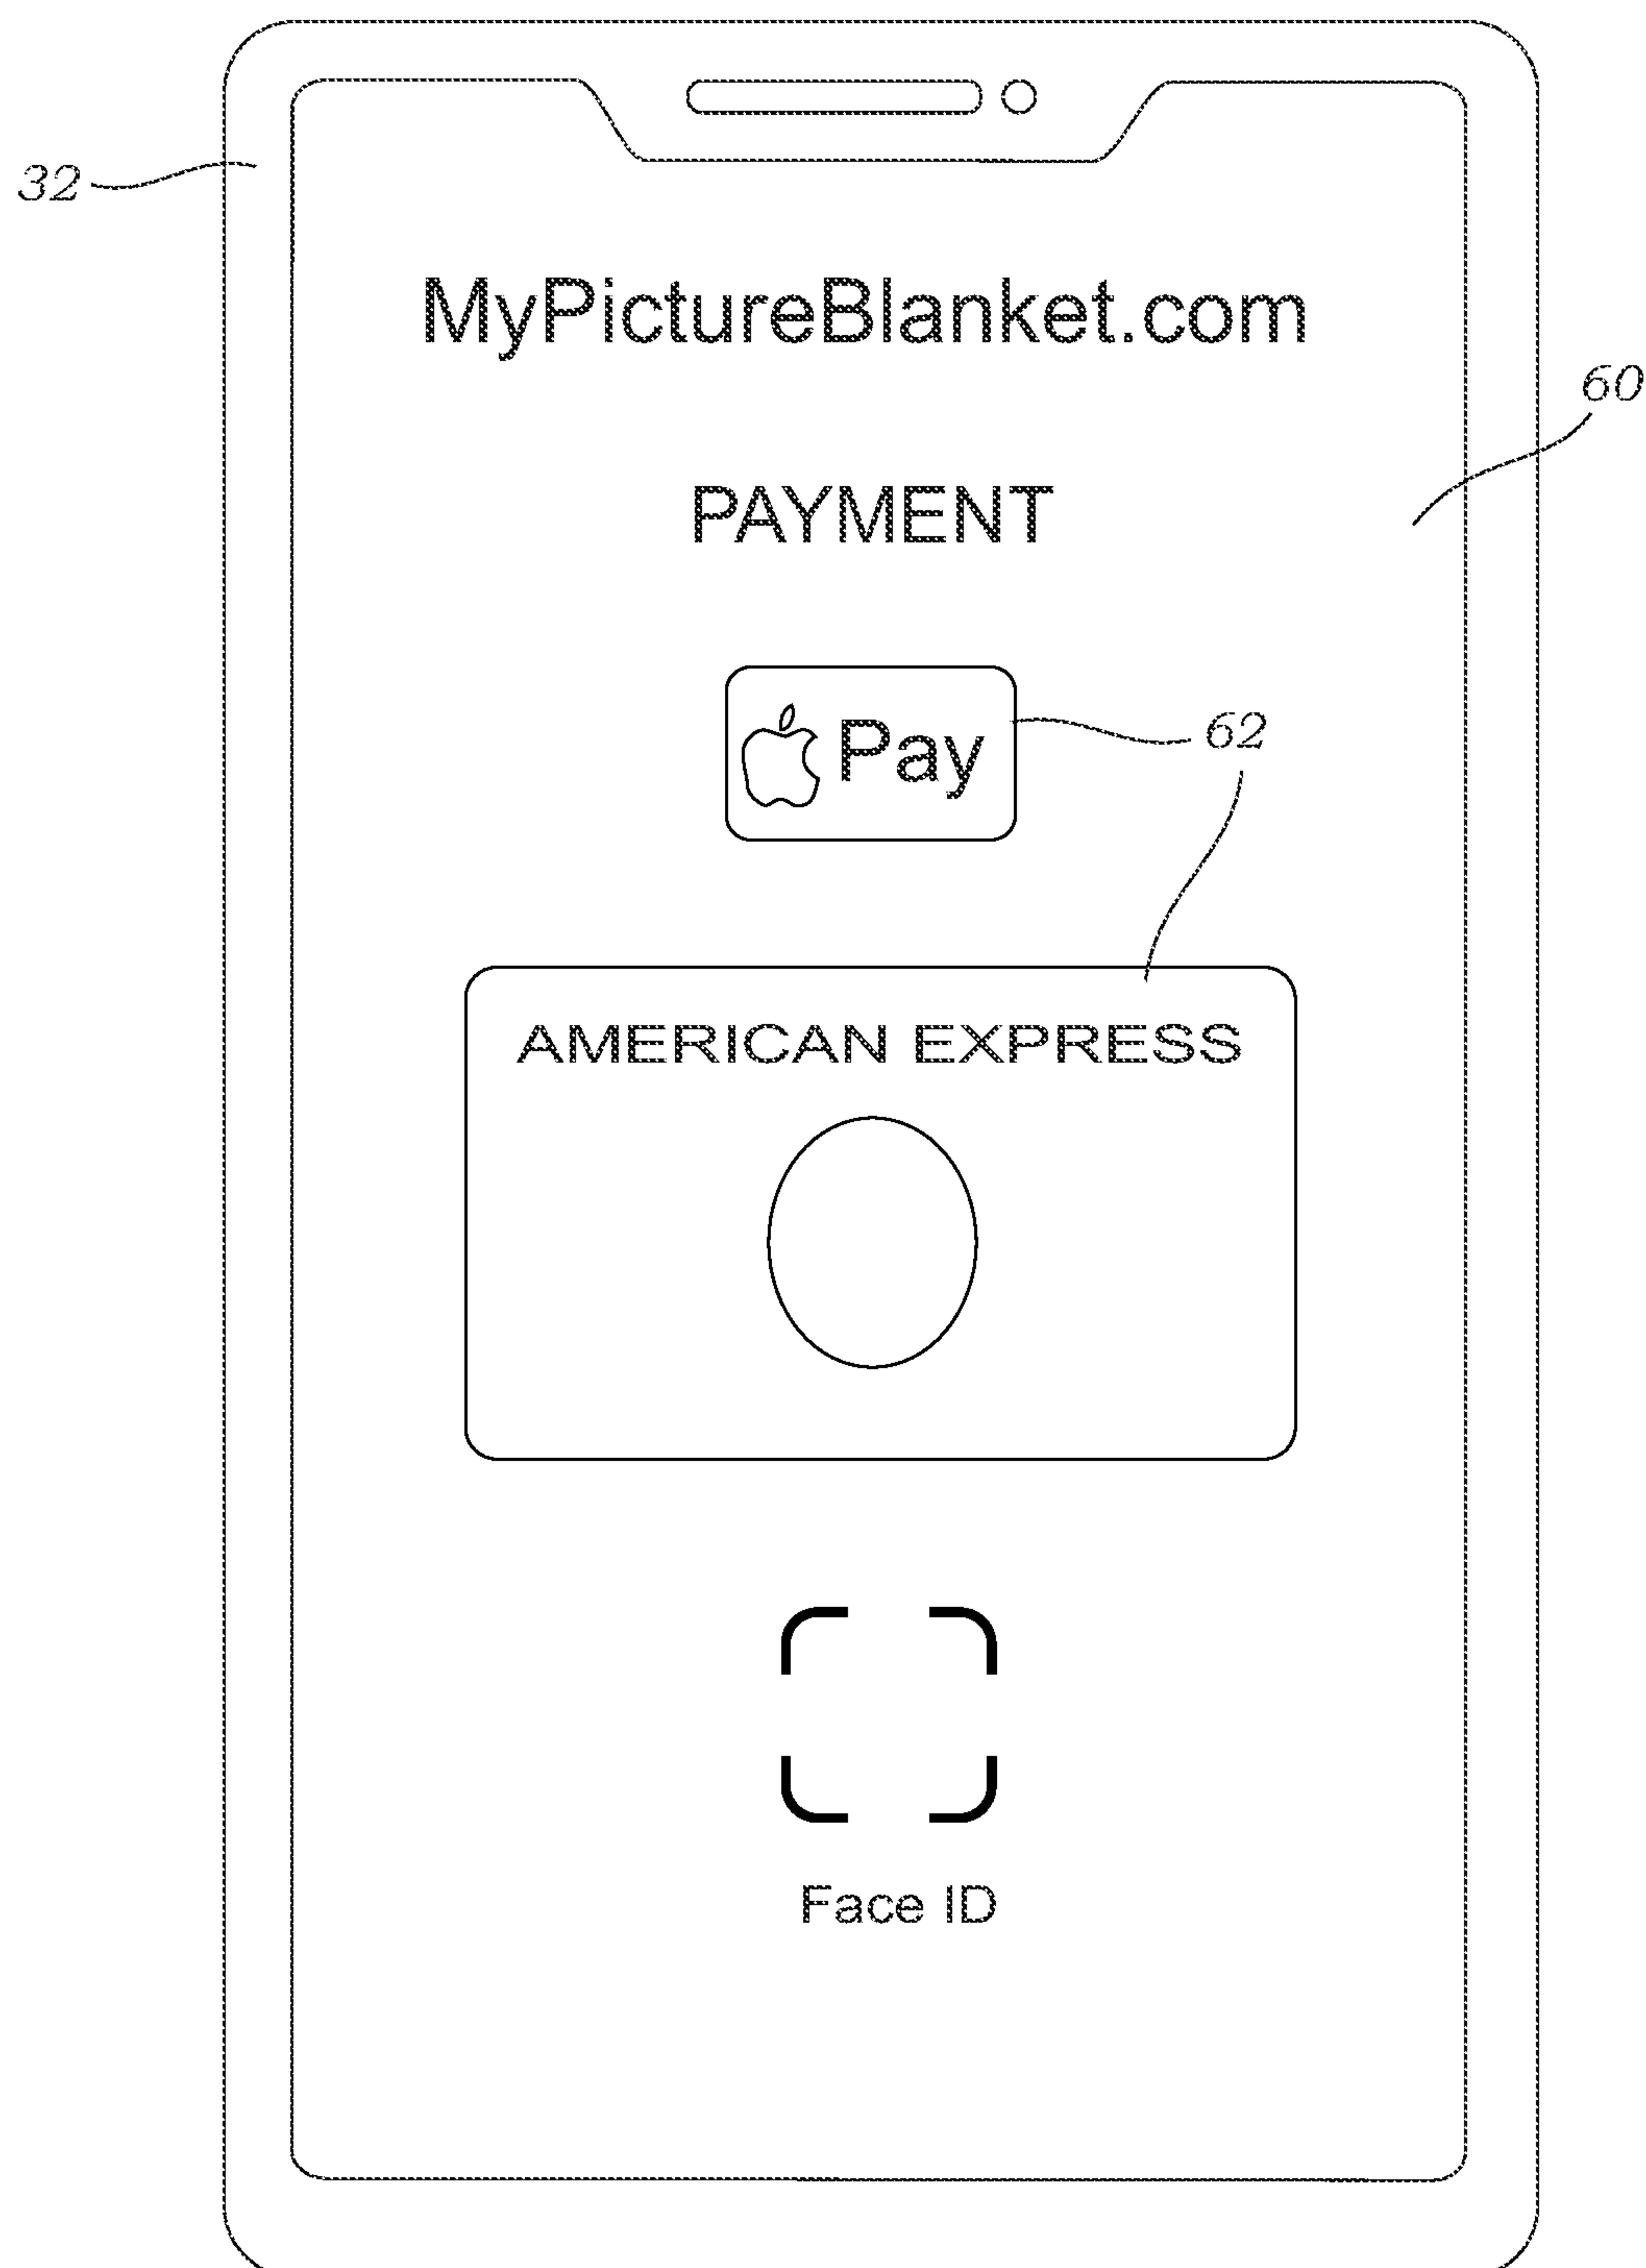 32
MyPictureBlanket.com
60
PAYMENT
Pay
62
AMERICAN EXPRESS
Face ID